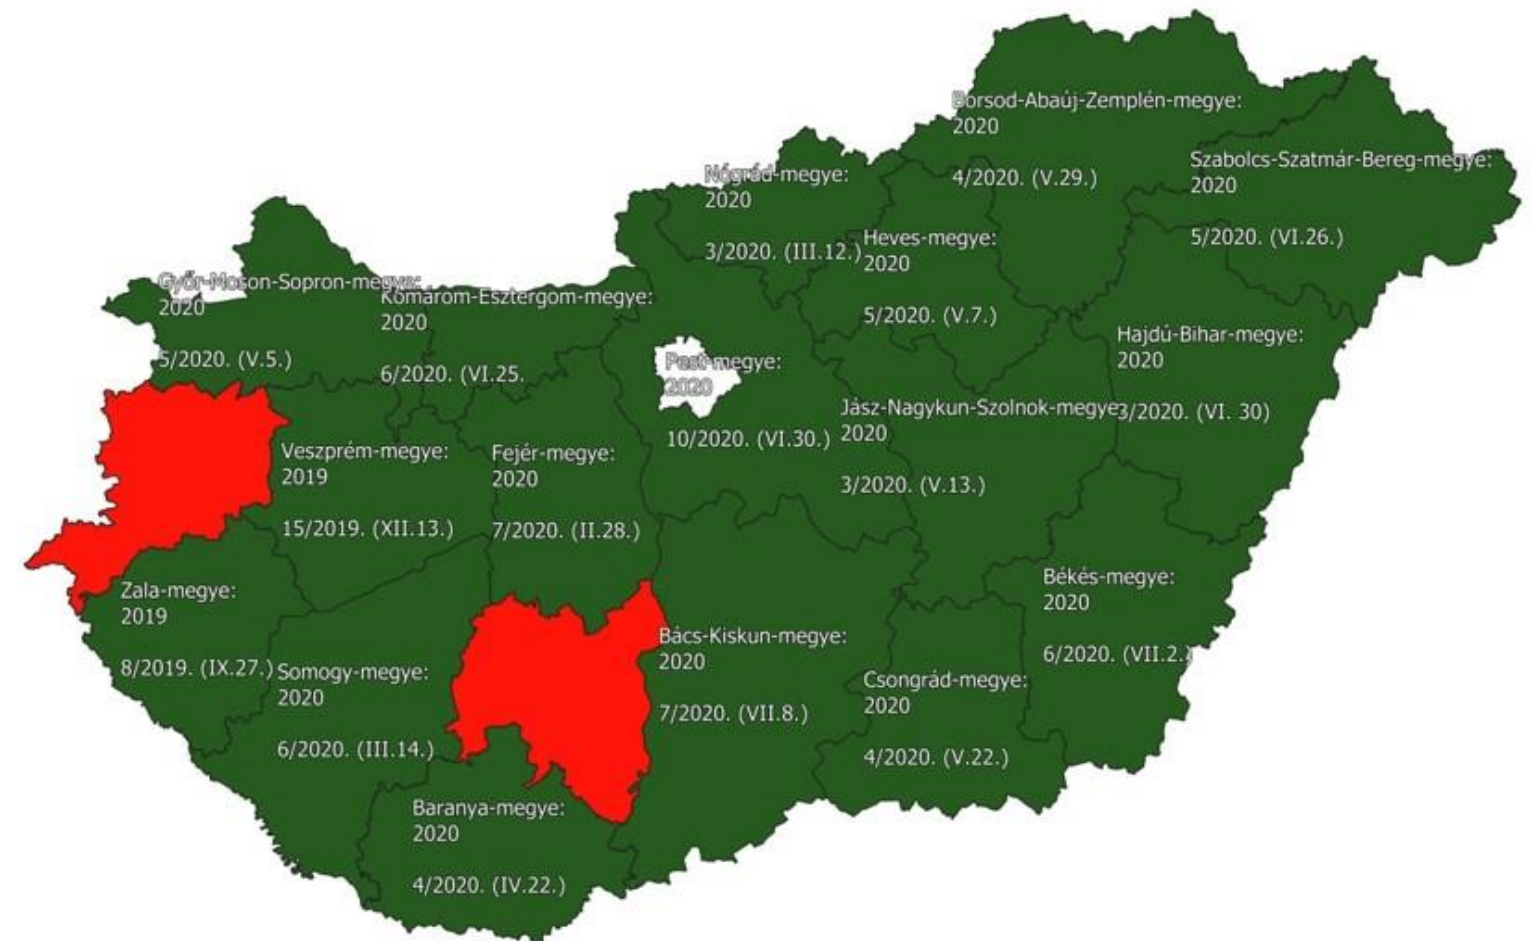 Borsod-Abaúj-Zemplén-megye:
2020
4/2020. (V.29.)
Szabolcs-Szatmár-Bereg-megye:
2020
5/2020. (VI.26.)
Nógrád-megye:
2020
3/2020. (III.12.)
Heves-megye:
2020
5/2020. (V.7.)
Győr-Moson-Sopron-megye:
2020
5/2020. (V.5.)
Komárom-Esztergom-megye:
2020
6/2020. (VI.25.
Pest-megye:
2020
10/2020. (VI.30.)
Hajdú-Bihar-megye:
2020
3/2020. (VI. 30)
Jász-Nagykun-Szolnok-megye
2020
3/2020. (V.13.)
Veszprém-megye:
2019
15/2019. (XII.13.)
Fejér-megye:
2020
7/2020. (II.28.)
Zala-megye:
2019
8/2019. (IX.27.)
Somogy-megye:
2020
6/2020. (III.14.)
Bács-Kiskun-megye:
2020
7/2020. (VII.8.)
Békés-megye:
2020
6/2020. (VII.2.)
Csongrád-megye:
2020
4/2020. (V.22.)
Baranya-megye:
2020
4/2020. (IV.22.)